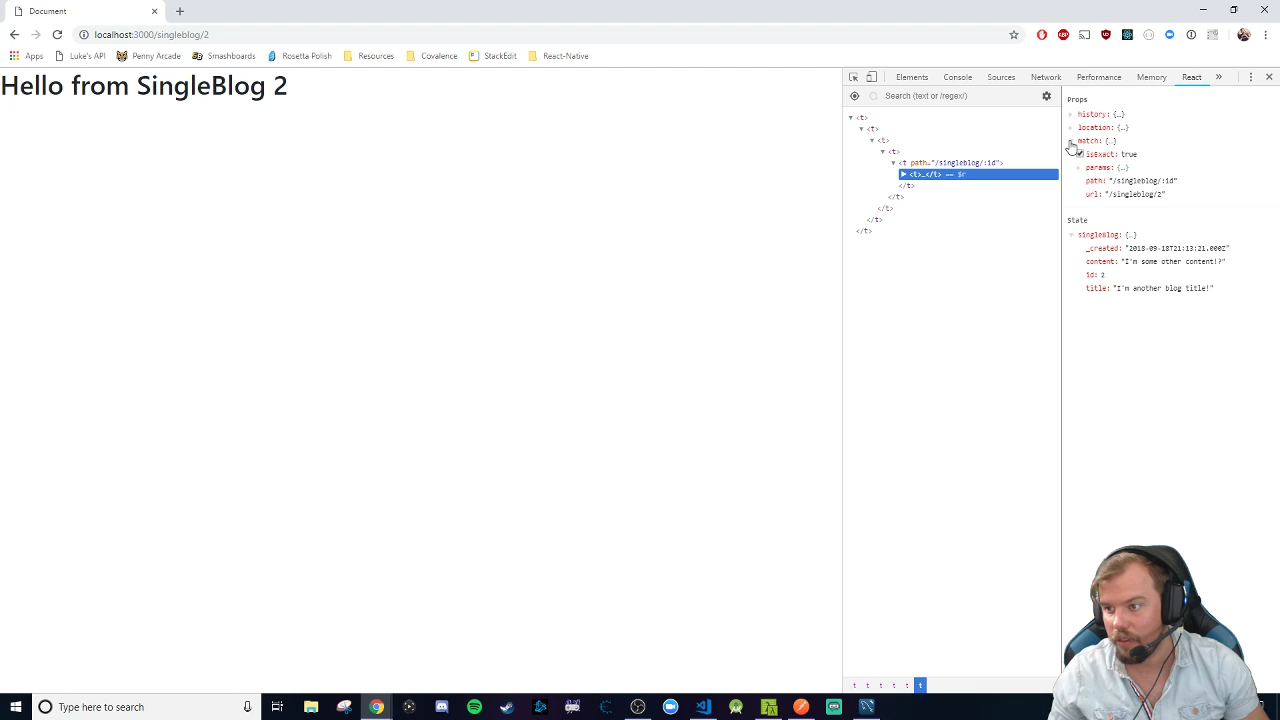 Document
localhost:3000/singleblog/2
Apps
Luke's API
Penny Arcade
Smashboards
Rosetta Polish
Resources
Covalence
StackEdit
React-Native
Hello from SingleBlog 2
Elements
Console
Sources
Network
Performance
Memory
React
Search (text or /regex/)
<t>
<t>
<t>
<t>
<t path="/singleblog/:id">
<t>…</t> == $r
</t>
</t>
</t>
</t>
</t>
t t t t t t
Props
history: {…}
location: {…}
match: {…}
isExact: true
params: {…}
path: "/singleblog/:id"
url: "/singleblog/2"
State
singleBlog: {…}
_created: "2018-09-18T21:13:21.000Z"
content: "I'm some other content!?"
id: 2
title: "I'm another blog title!"
Type here to search